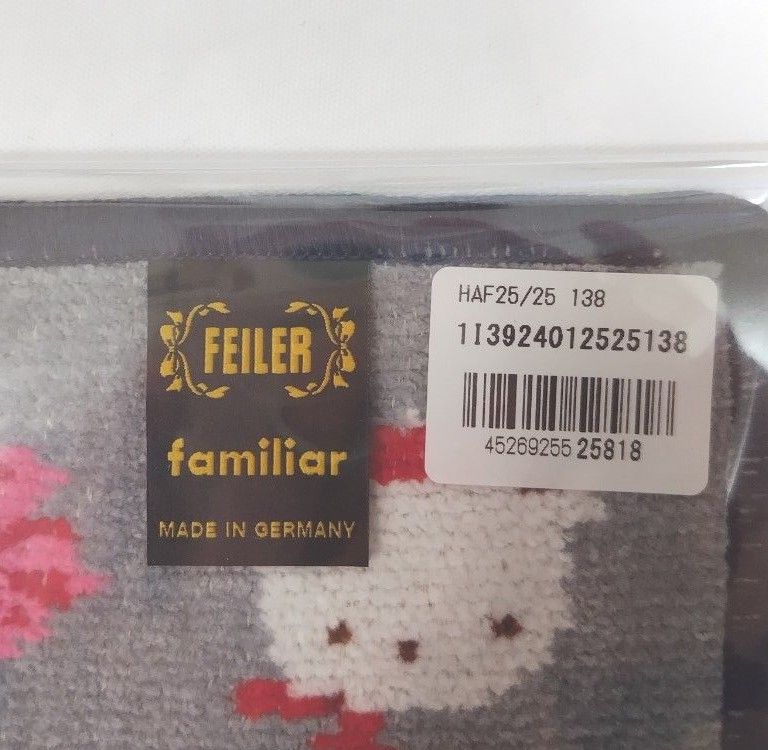 FEILER
familiar
MADE IN GERMANY
HAF25/25 138
1I3924012525138
4526925525818